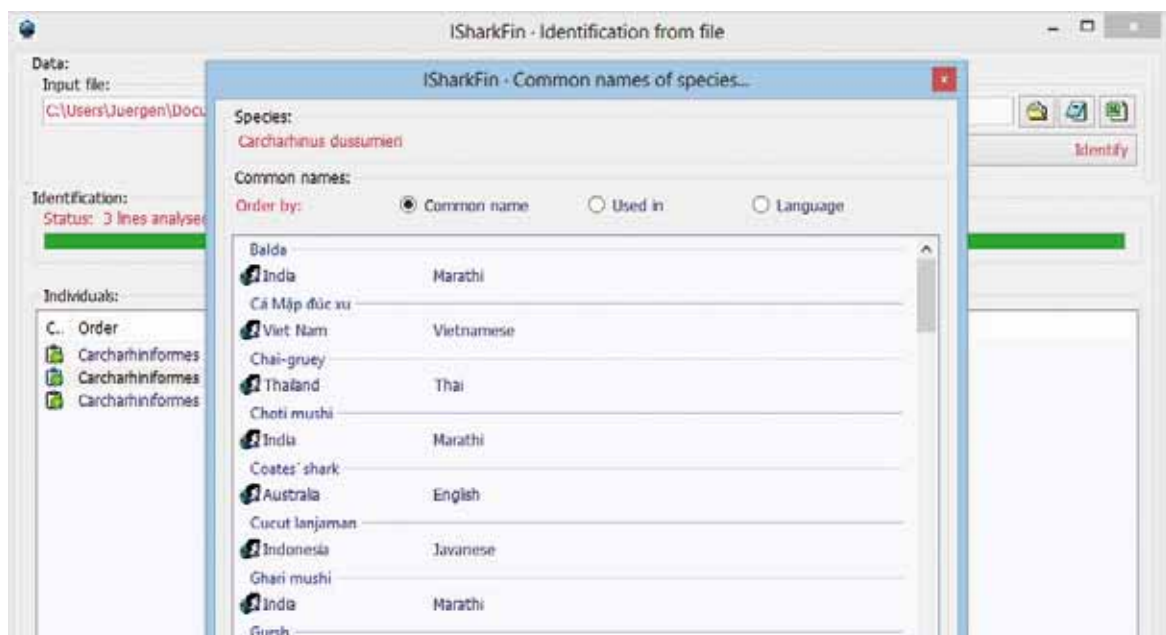 ISharkFin - Identification from file
Data:
Input file:
C:\Users\Juergen\Docu
Identify
Identification:
Status: 3 lines analysed
Individuals:
C.. Order
Carcharhiniformes
Carcharhiniformes
Carcharhiniformes
ISharkFin - Common names of species...
Species:
Carcharhinus dussumieri
Common names:
Order by: Common name Used in Language
Balda
India Marathi
Cá Mập đúc xu
Viet Nam Vietnamese
Chai-gruey
Thailand Thai
Choti mushi
India Marathi
Coates´ shark
Australia English
Cucut lanjaman
Indonesia Javanese
Ghari mushi
India Marathi
Gursh